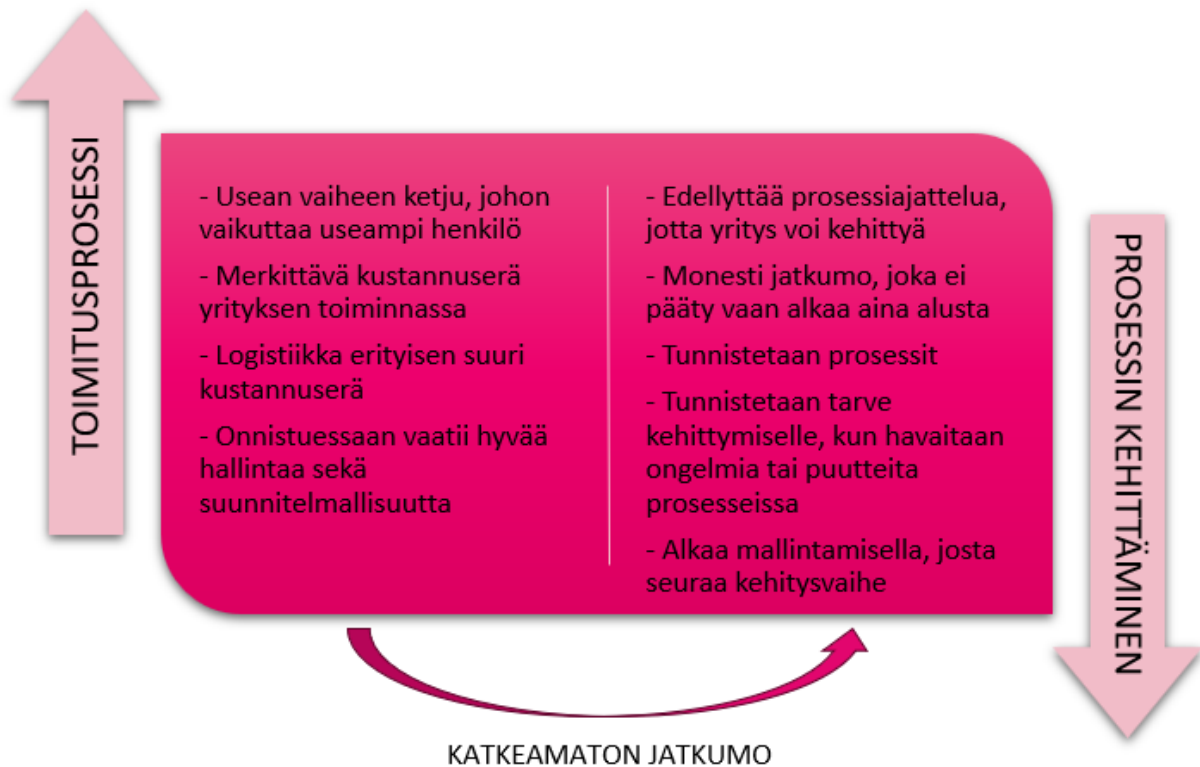 TOIMITUSPROSESSI
- Usean vaiheen ketju, johon
vaikuttaa useampi henkilö
- Merkittävä kustannuserä
yrityksen toiminnassa
- Logistiikka erityisen suuri
kustannuserä
- Onnistuessaan vaatii hyvää
hallintaa sekä
suunnitelmallisuutta
- Edellyttää prosessiajattelua,
jotta yritys voi kehittyä
- Monesti jatkumo, joka ei
pääty vaan alkaa aina alusta
- Tunnistetaan prosessit
- Tunnistetaan tarve
kehittymiselle, kun havaitaan
ongelmia tai puutteita
prosesseissa
- Alkaa mallintamisella, josta
seuraa kehitysvaihe
PROSESSIN KEHITTÄMINEN
KATKEAMATON JATKUMO